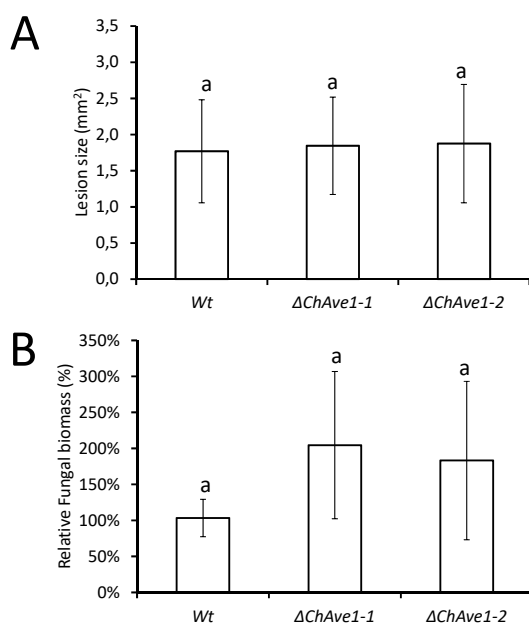 A
Lesion size (mm²)
3,5
3,0
2,5
2,0
1,5
1,0
0,5
0,0
a
a
a
Wt
ΔChAve1-1
ΔChAve1-2
B
Relative Fungal biomass (%)
350%
300%
250%
200%
150%
100%
50%
0%
a
a
a
Wt
ΔChAve1-1
ΔChAve1-2